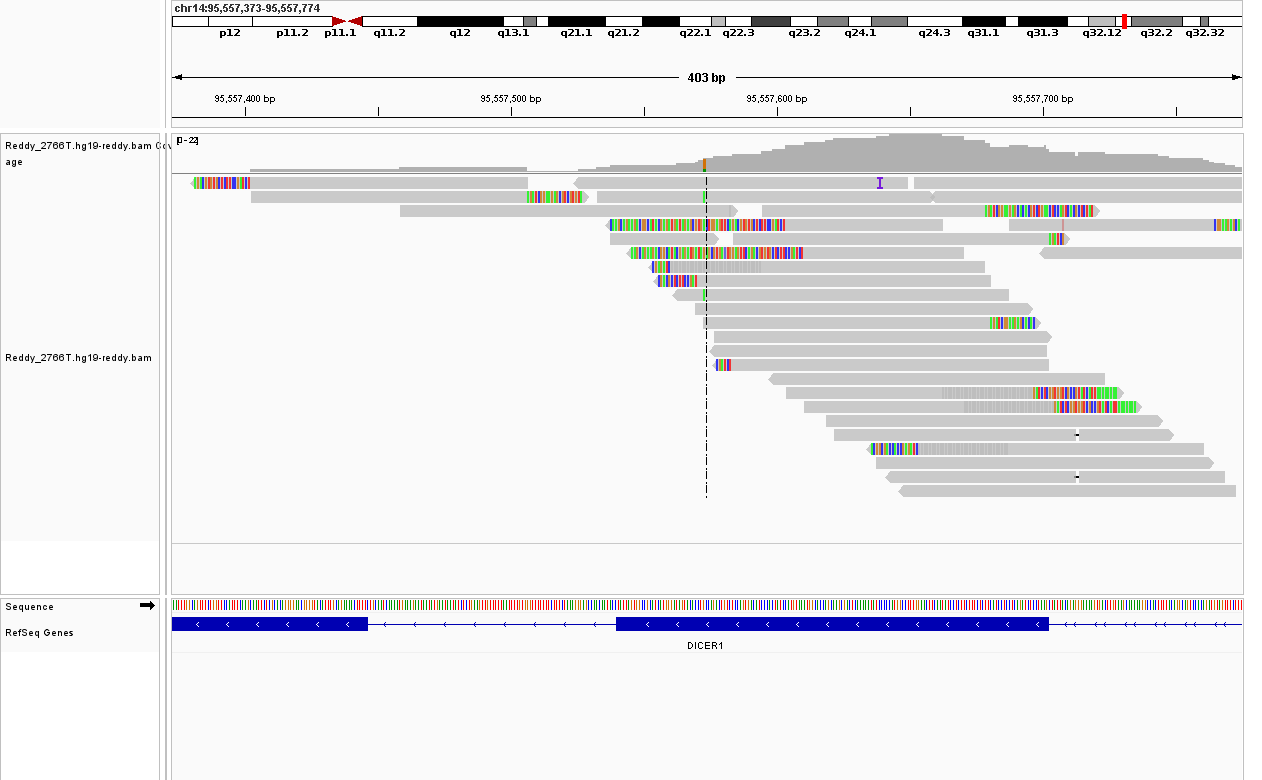 chr14:95,557,373-95,557,774
p12 p11.2 p11.1 q11.2 q12 q13.1 q21.1 q21.2 q22.1 q22.3 q23.2 q24.1 q24.3 q31.1 q31.3 q32.12 q32.2 q32.32
403 bp
95,557,400 bp 95,557,500 bp 95,557,600 bp 95,557,700 bp
[0-22]
Reddy_2766T.hg19-reddy.bam Cov
age
Reddy_2766T.hg19-reddy.bam
Sequence
RefSeq Genes
DICER1